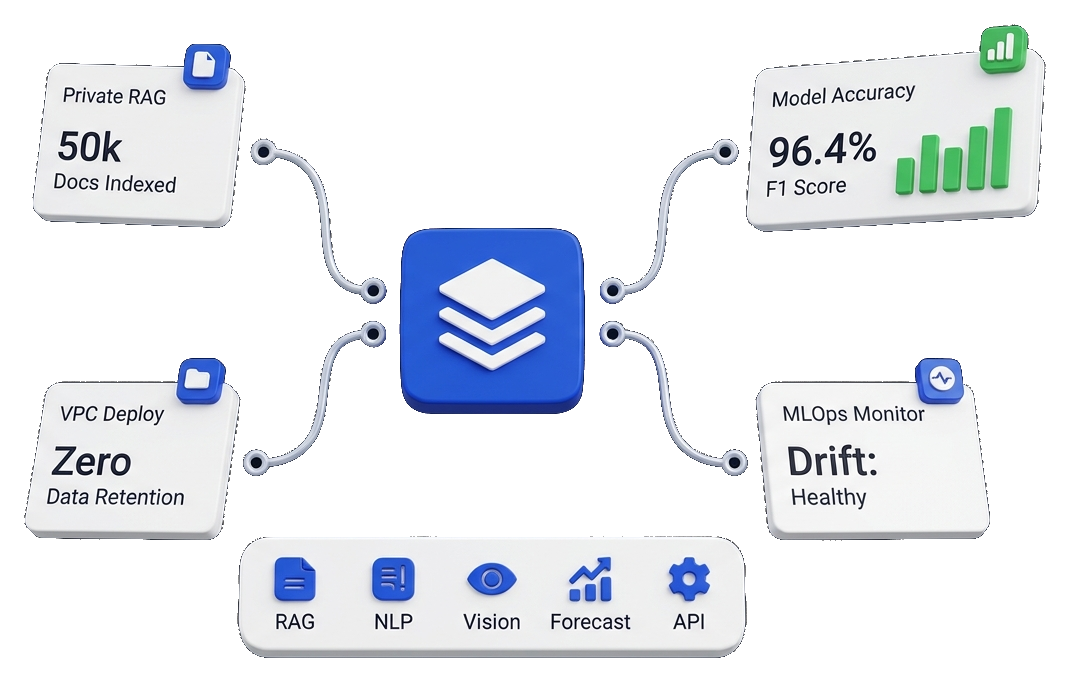 Private RAG
50k
Docs Indexed
Model Accuracy
96.4%
F1 Score
VPC Deploy
Zero
Data Retention
MLOps Monitor
Drift:
Healthy
RAG
NLP
Vision
Forecast
API